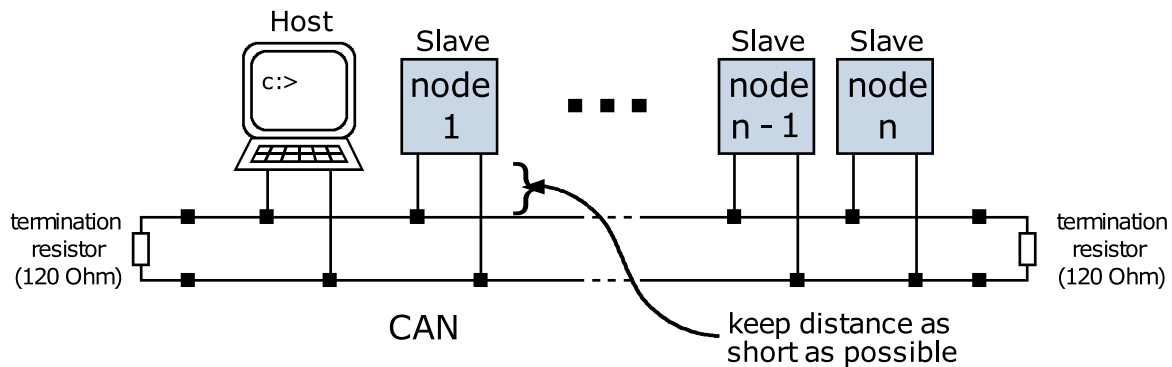 Host
c:>
Slave
node
1
Slave
node
n - 1
Slave
node
n
termination
resistor
(120 Ohm)
termination
resistor
(120 Ohm)
CAN
keep distance as
short as possible